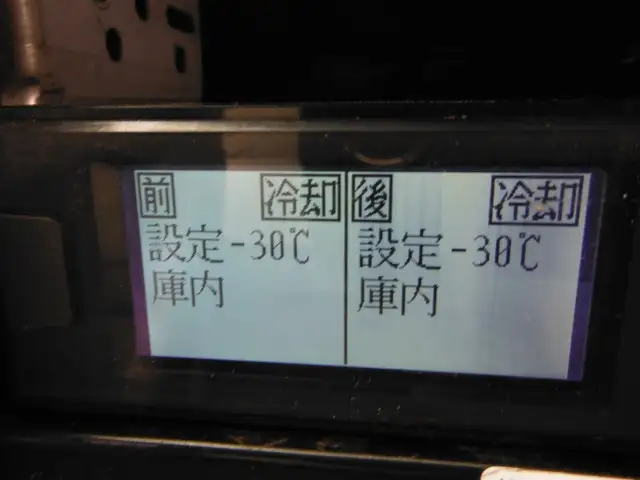 前 冷却
設定 -30℃
庫内
後 冷却
設定 -30℃
庫内